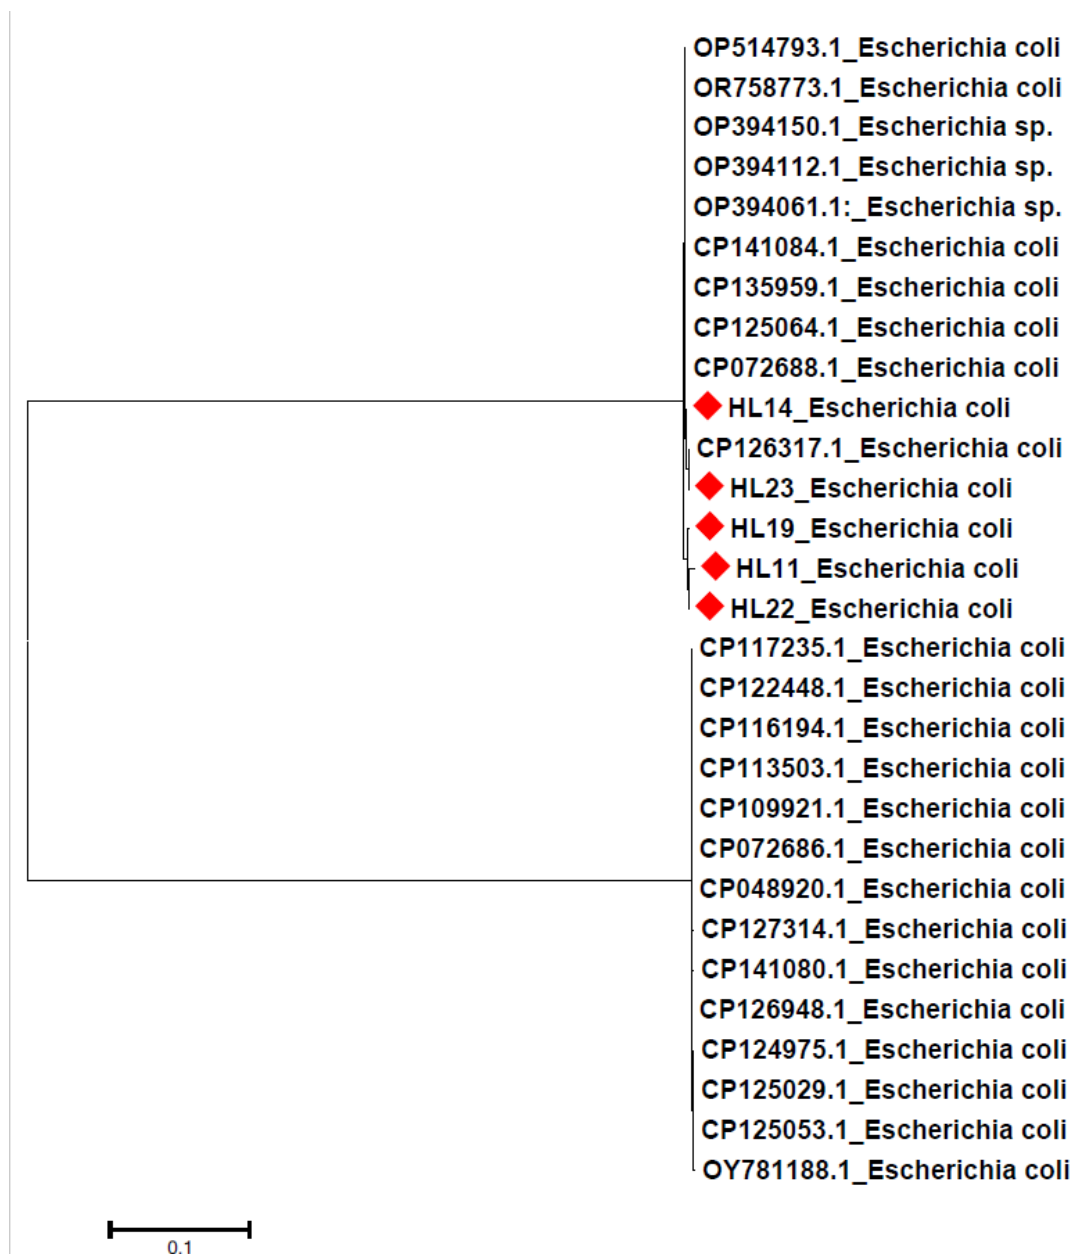 OP514793.1_Escherichia coli
OR758773.1_Escherichia coli
OP394150.1_Escherichia sp.
OP394112.1_Escherichia sp.
OP394061.1:_Escherichia sp.
CP141084.1_Escherichia coli
CP135959.1_Escherichia coli
CP125064.1_Escherichia coli
CP072688.1_Escherichia coli
HL14_Escherichia coli
CP126317.1_Escherichia coli
HL23_Escherichia coli
HL19_Escherichia coli
HL11_Escherichia coli
HL22_Escherichia coli
CP117235.1_Escherichia coli
CP122448.1_Escherichia coli
CP116194.1_Escherichia coli
CP113503.1_Escherichia coli
CP109921.1_Escherichia coli
CP072686.1_Escherichia coli
CP048920.1_Escherichia coli
CP127314.1_Escherichia coli
CP141080.1_Escherichia coli
CP126948.1_Escherichia coli
CP124975.1_Escherichia coli
CP125029.1_Escherichia coli
CP125053.1_Escherichia coli
OY781188.1_Escherichia coli
0.1